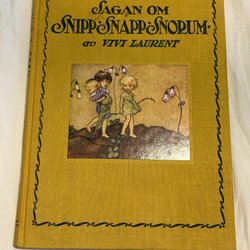 SAGAN OM
SNIPP·SNAPP·SNORUM·
av VIVI LAURENT